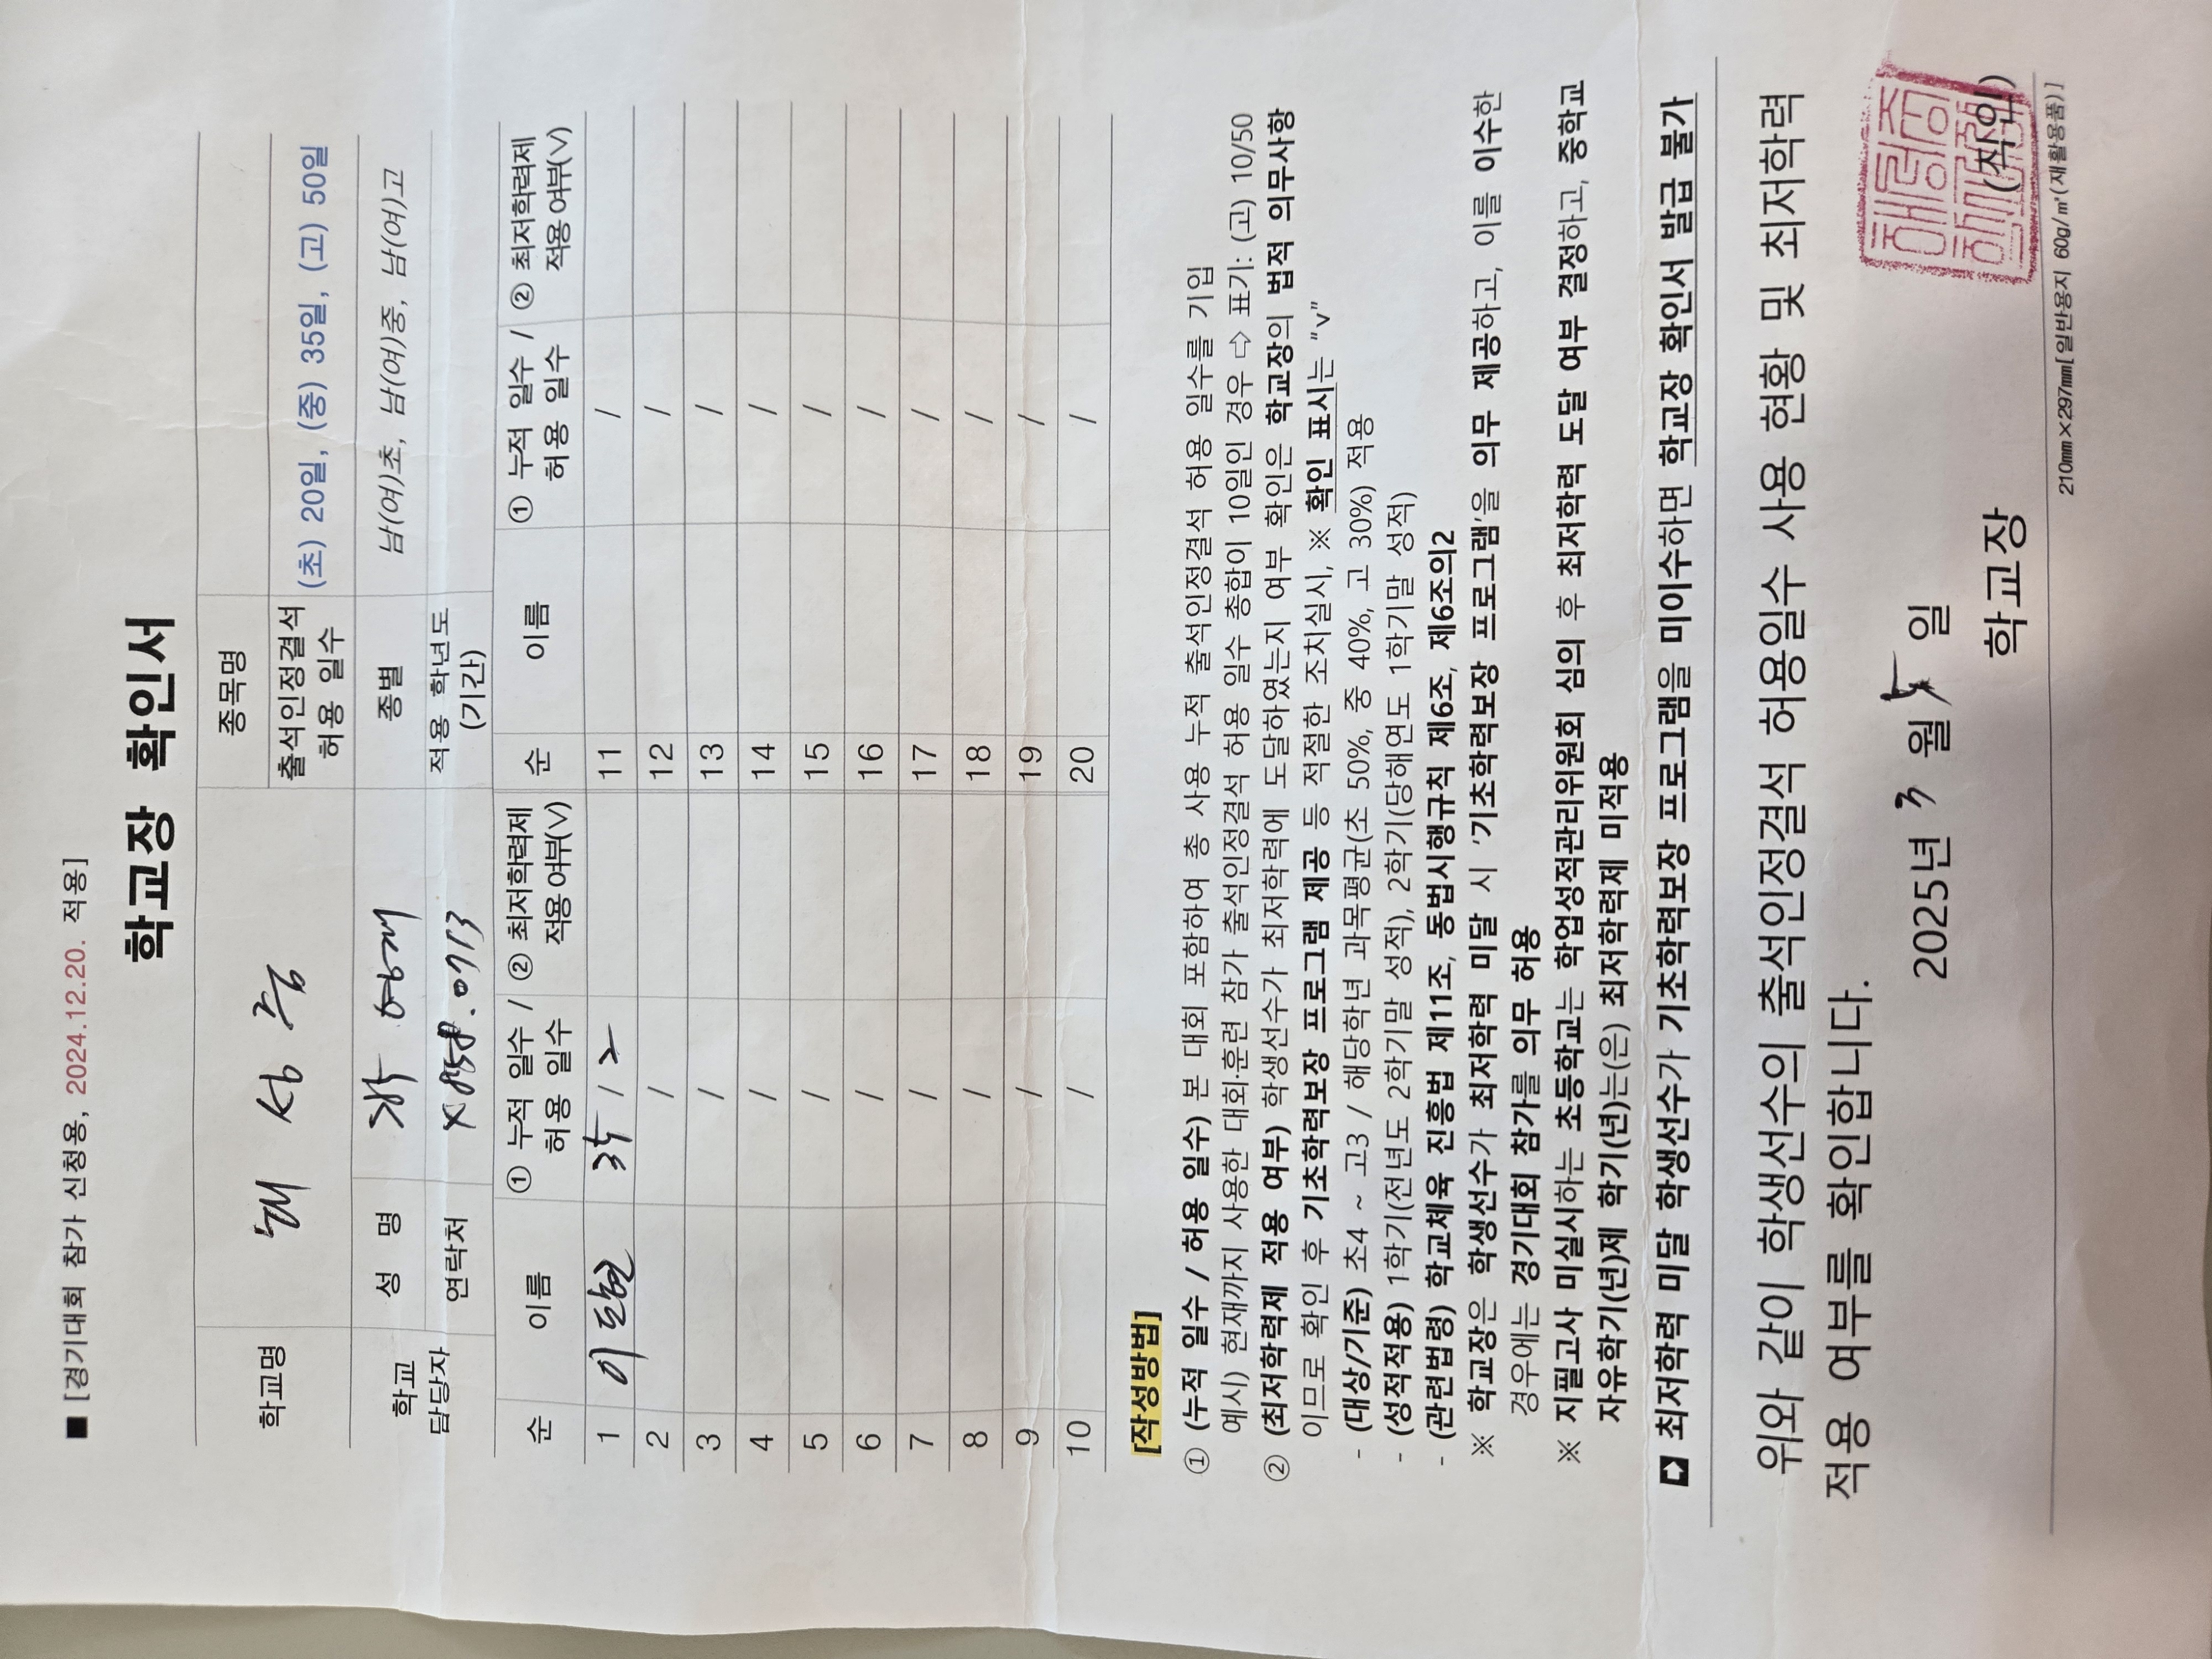 ■ [경기대회 참가 신청용, 2024.12.20. 적용]
학교장 확인서
학교명
종목명
출석인정결석 허용 일수 (초) 20일, (중) 35일, (고) 50일
학교 담당자 성 명 종별 남(여)초, 남(여)중, 남(여)고
연락처 적용 학년도 (기간)
순 이름 ① 누적 일수 / 허용 일수 ② 최저학력제 적용여부(∨) 순 이름 ① 누적 일수 / 허용 일수 ② 최저학력제 적용여부(∨)
1 35 / 2 11 /
2 / 12 /
3 / 13 /
4 / 14 /
5 / 15 /
6 / 16 /
7 / 17 /
8 / 18 /
9 / 19 /
10 / 20 /
[작성방법]
① (누적 일수 / 허용 일수) 본 대회 포함하여 총 사용 누적 출석인정결석 허용 일수를 기입
예시) 현재까지 사용한 대회·훈련 참가 출석인정결석 허용 일수 총합이 10일인 경우 ⇨ 표기: (고) 10/50
② (최저학력제 적용 여부) 학생선수가 최저학력에 도달하였는지 여부 확인은 학교장의 법적 의무사항
이므로 확인 후 기초학력보장 프로그램 제공 등 적절한 조치실시, ※ 확인 표시는 “v”
- (대상/기준) 초4 ~ 고3 / 해당학년 과목평균(초 50%, 중 40%, 고 30%) 적용
- (성적적용) 1학기(전년도 2학기말 성적), 2학기(당해연도 1학기말 성적)
- (관련법령) 학교체육 진흥법 제11조, 동법시행규칙 제6조, 제6조의2
※ 학교장은 학생선수가 최저학력 미달 시 ‘기초학력보장 프로그램’을 의무 제공하고, 이를 이수한
경우에는 경기대회 참가를 의무 허용
※ 지필고사 미실시하는 초등학교는 학업성적관리위원회 심의 후 최저학력 도달 여부 결정하고, 중학교
자유학기(년)제 학기(년)는(은) 최저학력제 미적용
최저학력 미달 학생선수가 기초학력보장 프로그램을 미이수하면 학교장 확인서 발급 불가
위와 같이 학생선수의 출석인정결석 허용일수 사용 현황 및 최저학력
적용 여부를 확인합니다.
2025년 3 월 5 일
학교장 (직인)
210㎜×297㎜[일반용지 60g/㎡(재활용품)]